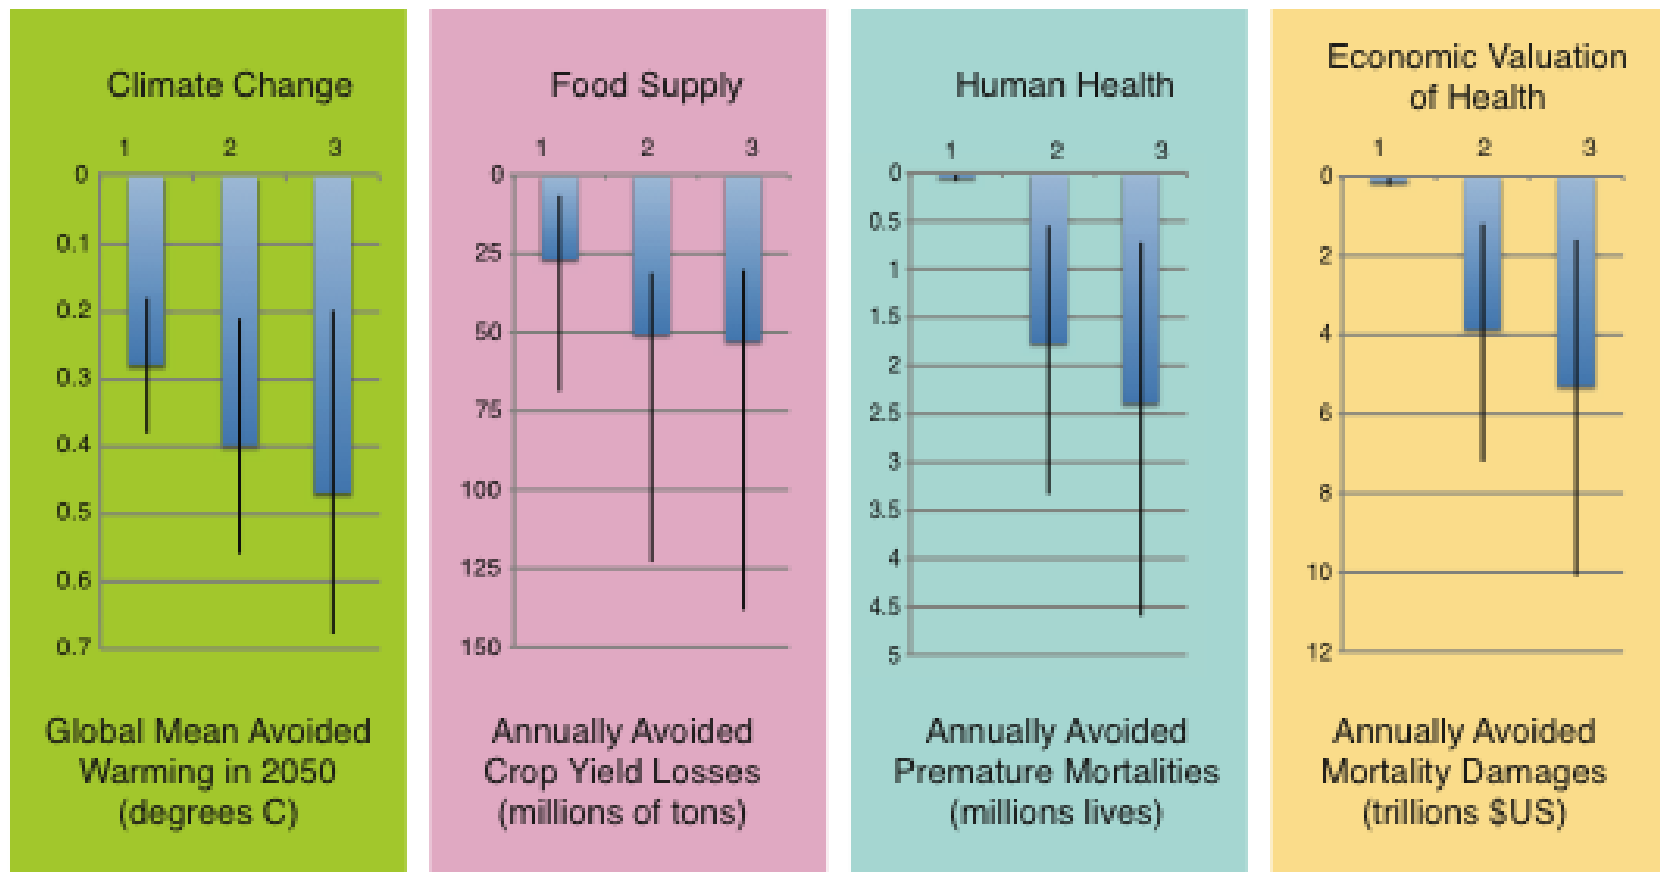 Climate Change
1 2 3
0
0.1
0.2
0.3
0.4
0.5
0.6
0.7
Global Mean Avoided
Warming in 2050
(degrees C)
Food Supply
1 2 3
0
25
50
75
100
125
150
Annually Avoided
Crop Yield Losses
(millions of tons)
Human Health
1 2 3
0
0.5
1
1.5
2
2.5
3
3.5
4
4.5
5
Annually Avoided
Premature Mortalities
(millions lives)
Economic Valuation
of Health
1 2 3
0
2
4
6
8
10
12
Annually Avoided
Mortality Damages
(trillions $US)